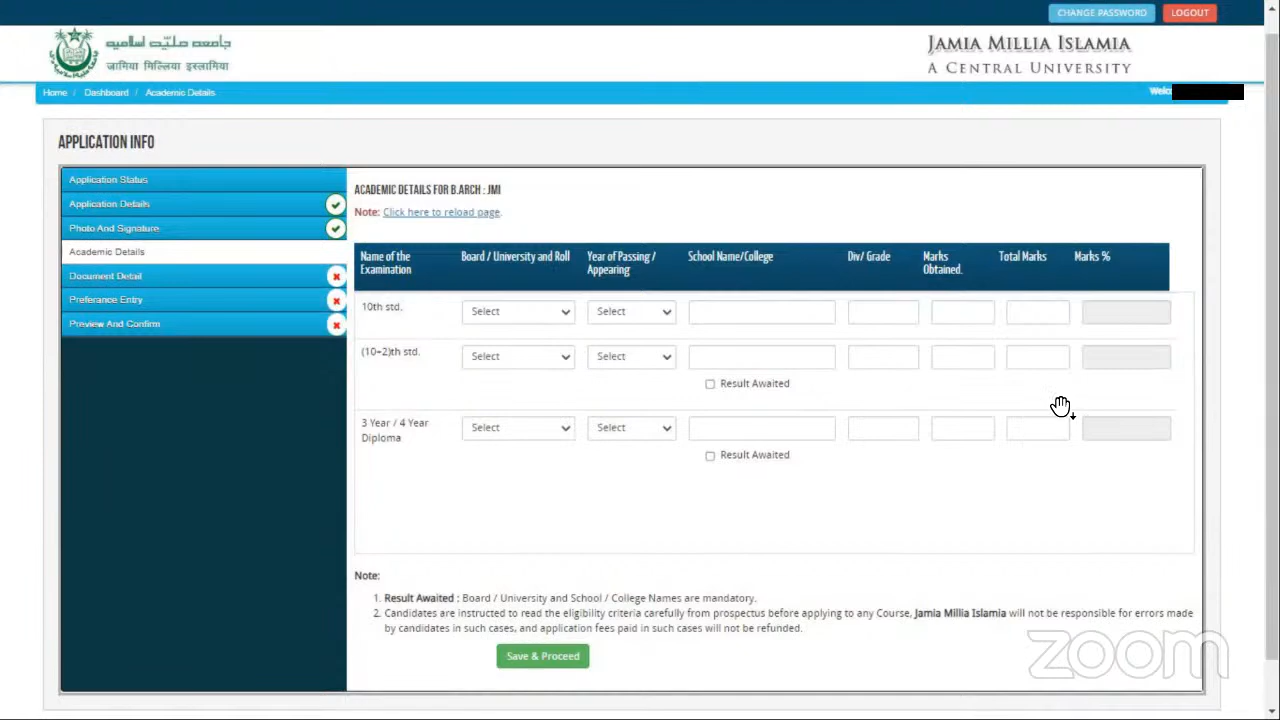 CHANGE PASSWORD LOGOUT
جامعہ ملیّہ اسلامیہ
जामिया मिल्लिया इस्लामिया
JAMIA MILLIA ISLAMIA
A CENTRAL UNIVERSITY
Home / Dashboard / Academic Details
APPLICATION INFO
Application Status
Application Details
Photo And Signature
Academic Details
Document Detail
Preferance Entry
Preview And Confirm
ACADEMIC DETAILS FOR B.ARCH : JMI
Note: Click here to reload page.
Name of the Examination Board / University and Roll Year of Passing / Appearing School Name/College Div/ Grade Marks Obtained. Total Marks Marks %
10th std. Select Select
(10+2)th std. Select Select
Result Awaited
3 Year / 4 Year Diploma Select Select
Result Awaited
Note:
1. Result Awaited : Board / University and School / College Names are mandatory.
2. Candidates are instructed to read the eligibility criteria carefully from prospectus before applying to any Course, Jamia Millia Islamia will not be responsible for errors made
by candidates in such cases, and application fees paid in such cases will not be refunded.
Save & Proceed
zoom